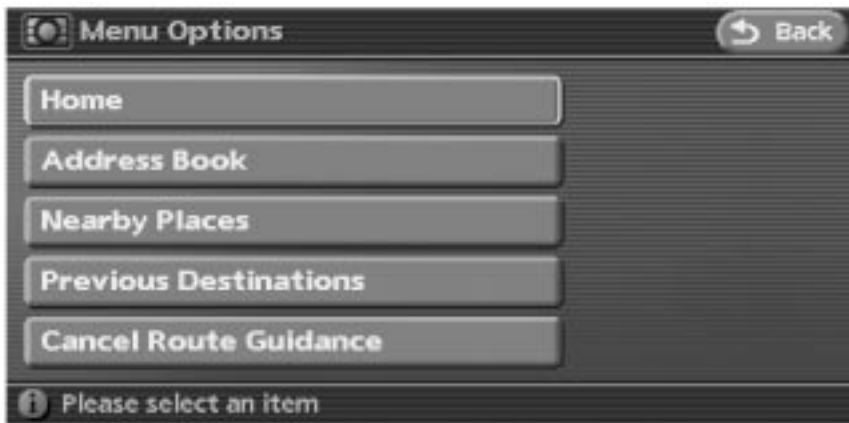 Menu Options
Back
Home
Address Book
Nearby Places
Previous Destinations
Cancel Route Guidance
Please select an item